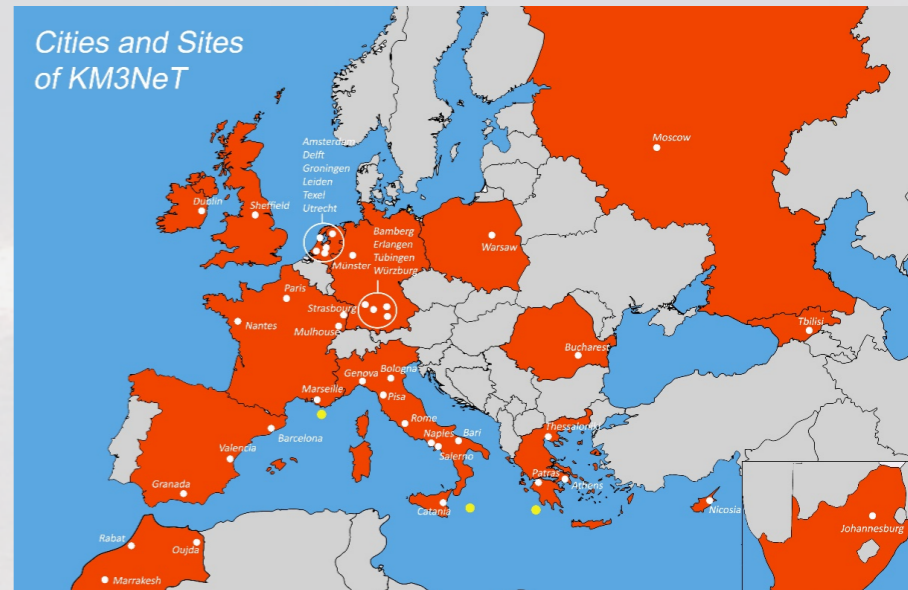 Cities and Sites
of KM3NeT
Moscow
Amsterdam
Delft
Groningen
Leiden
Texel
Utrecht
Dublin
Sheffield
Bamberg
Erlangen
Tübingen
Würzburg
Warsaw
Münster
Paris
Strasbourg
Nantes
Mulhouse
Tbilisi
Bucharest
Genova
Bologna
Marseille
Pisa
Rome
Thessaloniki
Barcelona
Naples
Bari
Valencia
Salerno
Patras
Athens
Granada
Catania
Nicosia
Johannesburg
Rabat
Oujda
Marrakesh